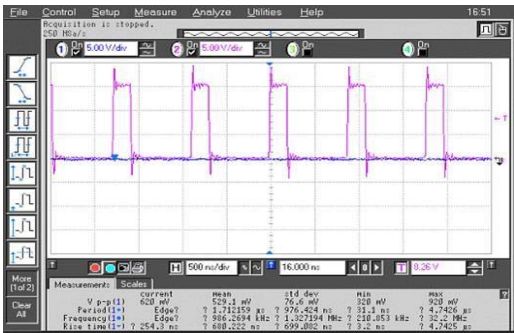 File Control Setup Measure Analyze Utilities Help 16:51
Acquisition is stopped.
250 MSa/s
1 On 5.00 V/div 2 On 5.00 V/div 3 On 4 On
T
H 500 ns/div 16.000 ns 0 T 8.26 V
More
(1 of 2)
Clear
All
Measurements Scales
current mean std dev min max
V p-p(1) 620 mV 529.1 mV 76.6 mV 320 mV 920 mV
Period(1) Edge? ? 1.712159 µs ? 976.424 ns ? 31.1 ns ? 4.7426 µs
Frequency(1) Edge? ? 986.2694 kHz ? 1.327194 MHz ? 210.853 kHz ? 32.2 MHz
Rise time(1) ? 254.3 ns ? 680.222 ns ? 699.082 ns ? 3.2 ns ? 4.7425 µs